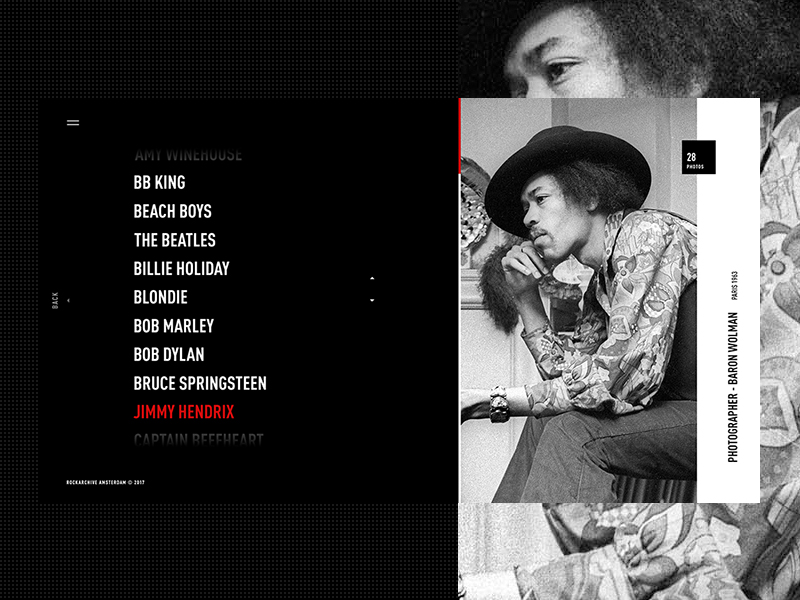 AMY WINEHOUSE
BB KING
BEACH BOYS
THE BEATLES
BILLIE HOLIDAY
BLONDIE
BOB MARLEY
BOB DYLAN
BRUCE SPRINGSTEEN
JIMMY HENDRIX
CAPTAIN BEEFHEART
BACK
ROCKARCHIVE AMSTERDAM © 2017
28
PHOTOS
PHOTOGRAPHER - BARON WOLMAN
PARIS 1963